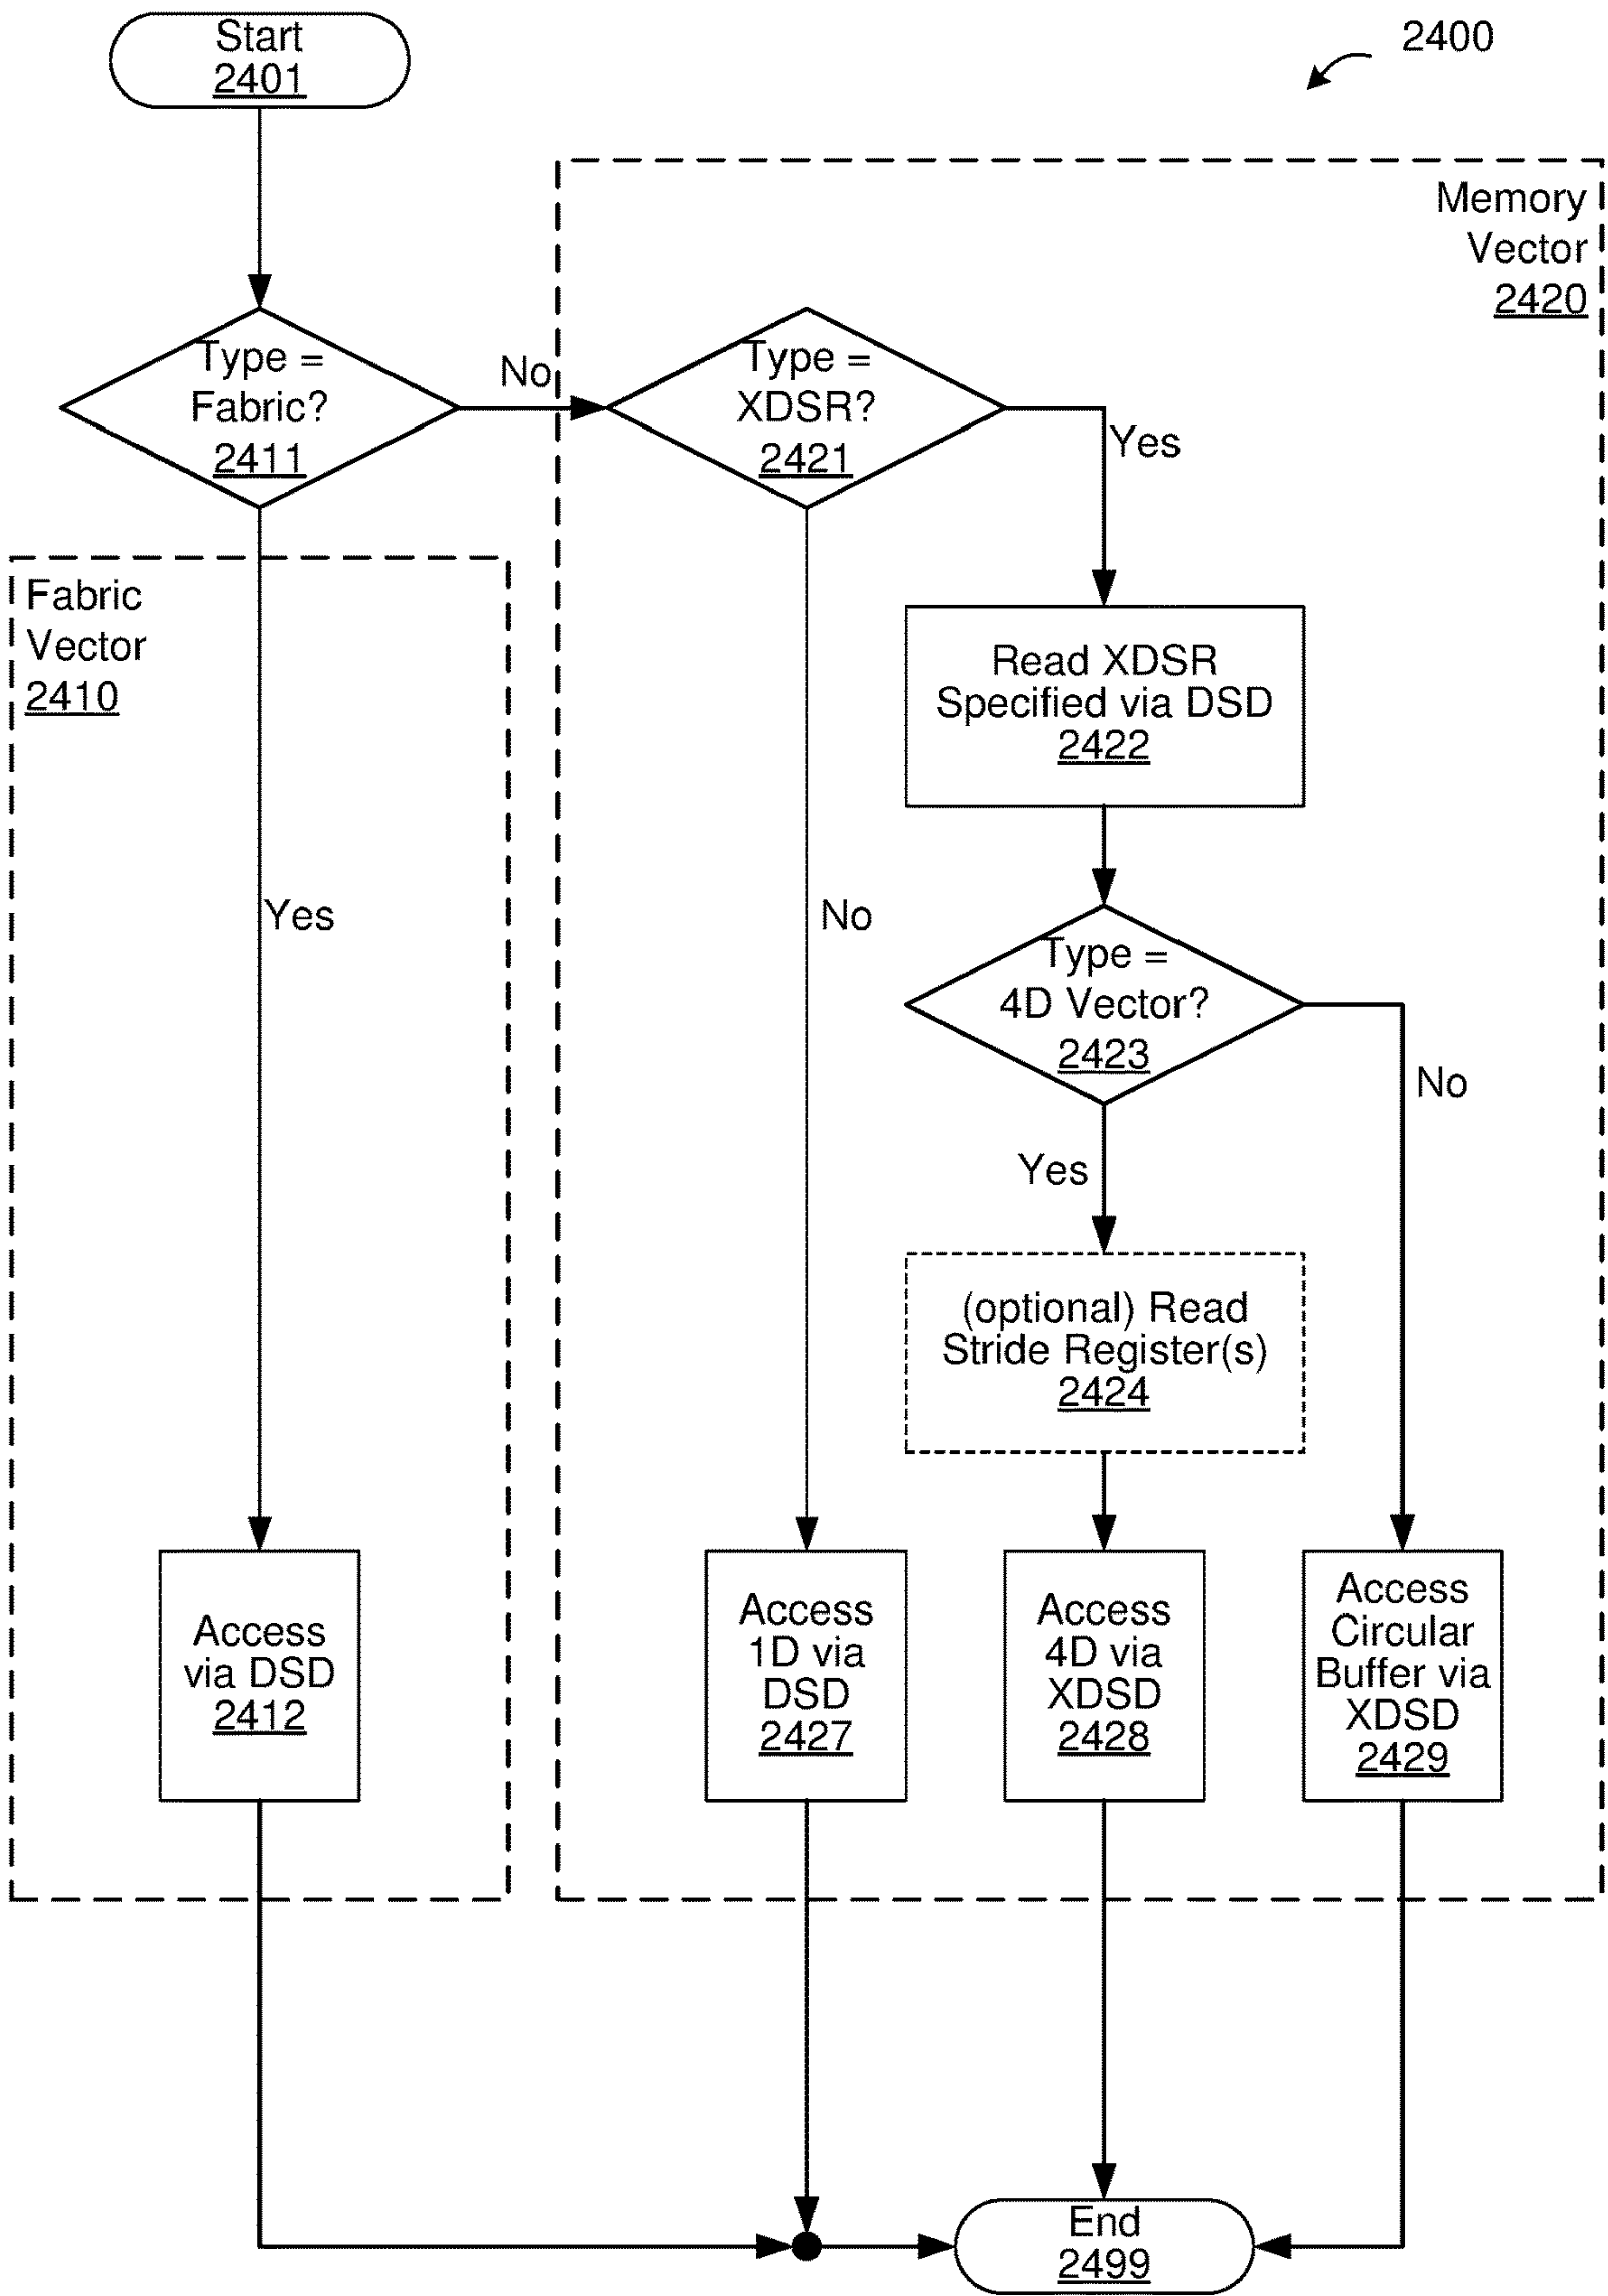 Start
2401
2400
Memory
Vector
2420
Type =
Fabric?
2411
No
Type =
XDSR?
2421
Yes
Fabric
Vector
2410
Read XDSR
Specified via DSD
2422
Yes
No
Type =
4D Vector?
2423
No
Yes
(optional) Read
Stride Register(s)
2424
Access
via DSD
2412
Access
1D via
DSD
2427
Access
4D via
XDSD
2428
Access
Circular
Buffer via
XDSD
2429
End
2499